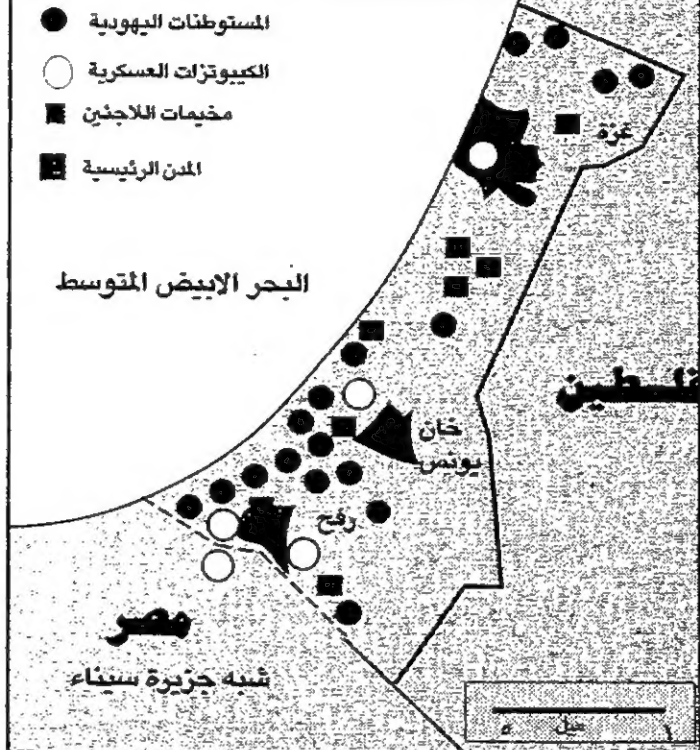 المستوطنات اليهودية
الكيبوتزات العسكرية
مخيمات اللاجئين
المدن الرئيسية
البحر الابيض المتوسط
غزة
فلسطين
خان
يونس
رفح
مصر
شبه جزيرة سيناء
ميل